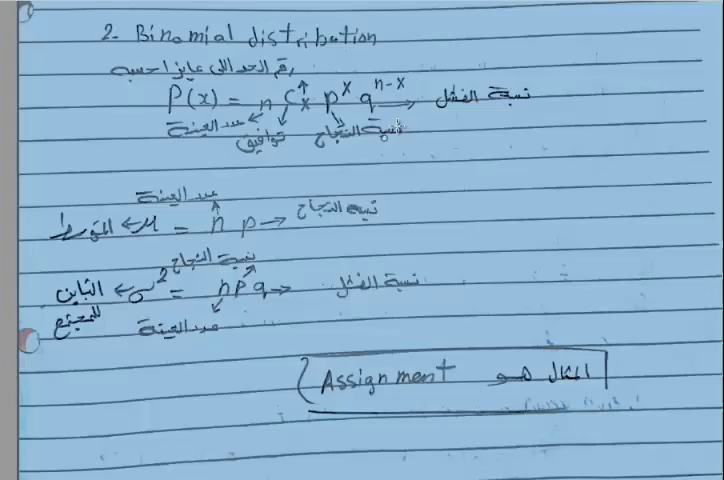 2- Binomial distribution
رقم الحد اللى عايز احسبه
P(x) = n C x p^x q^(n-x) → نسبة الفشل
عدد العينة توافيق نسبة النجاح
عدد العينة
المتوسط ← μ = n p → نسبة النجاح
نسبة النجاح
التباين ← σ² = n p q → نسبة الفشل
للمجتمع عدد العينة
المثال هو Assignment